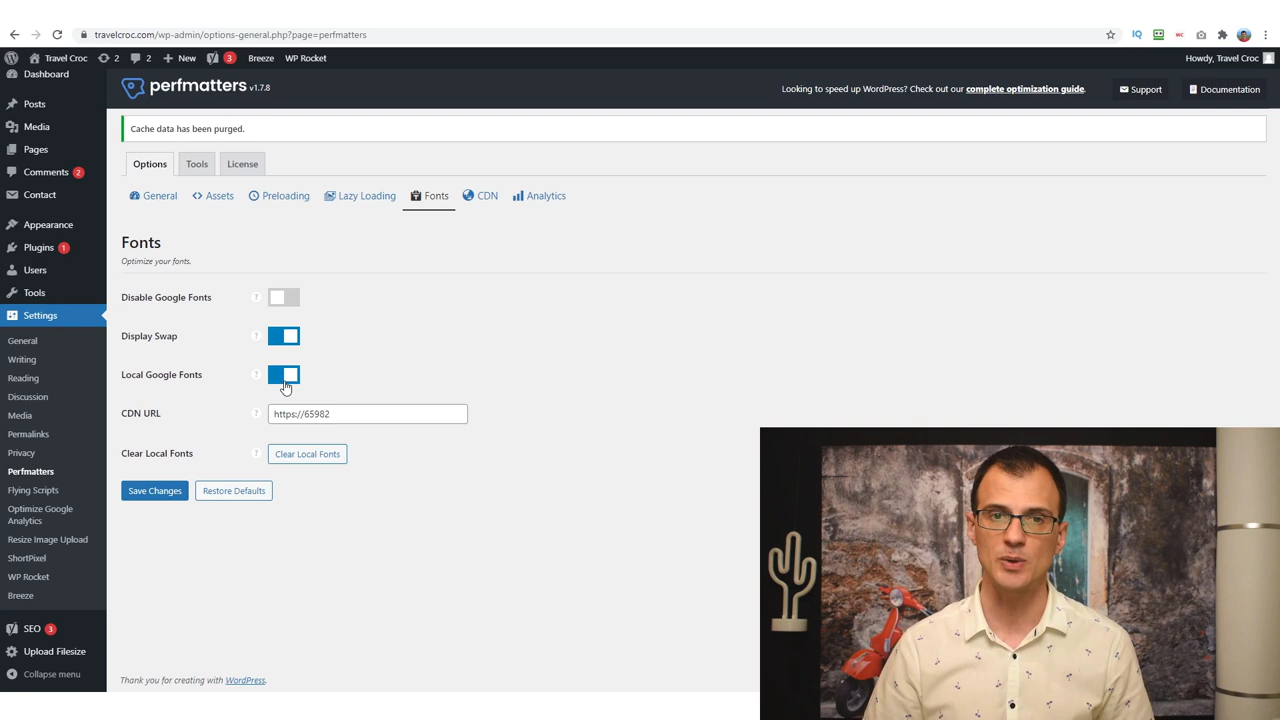 travelcroc.com/wp-admin/options-general.php?page=perfmatters
Travel Croc 2 2 New 3 Breeze WP Rocket Howdy, Travel Croc
Dashboard
Posts
Media
Pages
Comments 2
Contact
Appearance
Plugins 1
Users
Tools
Settings
General
Writing
Reading
Discussion
Media
Permalinks
Privacy
Perfmatters
Flying Scripts
Optimize Google
Analytics
Resize Image Upload
ShortPixel
WP Rocket
Breeze
SEO 3
Upload Filesize
Collapse menu
perfmatters v1.7.8
Looking to speed up WordPress? Check out our complete optimization guide. Support Documentation
Cache data has been purged.
Options Tools License
General Assets Preloading Lazy Loading Fonts CDN Analytics
Fonts
Optimize your fonts.
Disable Google Fonts ?
Display Swap ?
Local Google Fonts ?
CDN URL ? https://65982
Clear Local Fonts ? Clear Local Fonts
Save Changes Restore Defaults
Thank you for creating with WordPress.